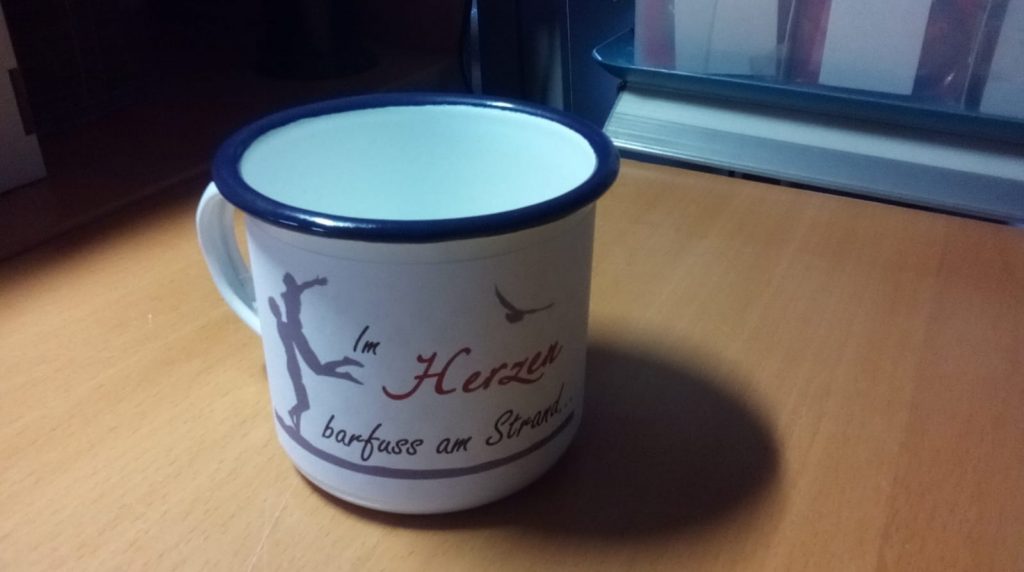 Im
Herzen
barfuss am Strand...